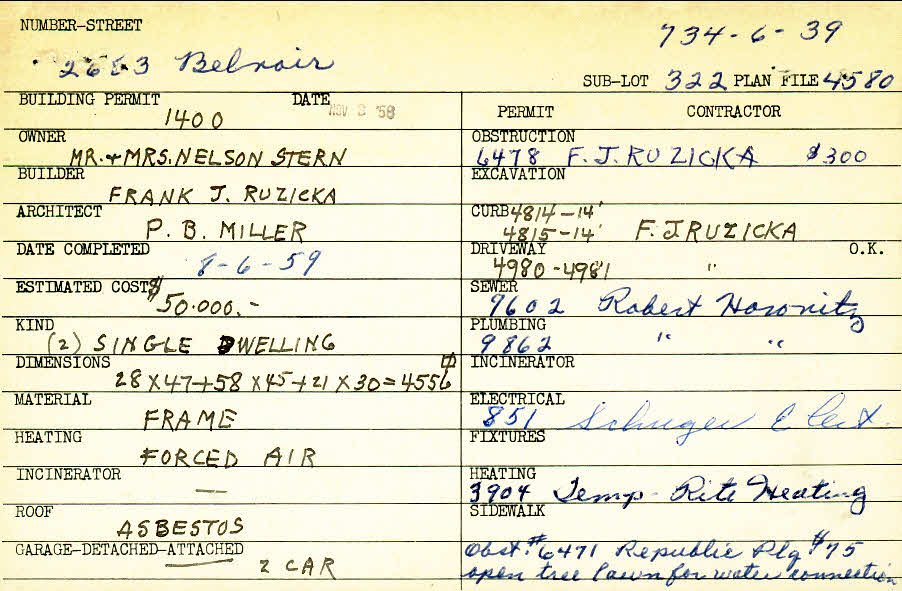 NUMBER-STREET
734-6-39
2683 Belvoir
SUB-LOT 322 PLAN FILE 4580
BUILDING PERMIT DATE
1400 NOV 3 '58
PERMIT CONTRACTOR
OWNER
MR. & MRS. NELSON STERN
OBSTRUCTION
6478 F. J. RUZICKA $300
BUILDER
FRANK J. RUZICKA
EXCAVATION
ARCHITECT
P. B. MILLER
CURB 4814-14'
4815-14' F. J RUZICKA
DATE COMPLETED
8-6-59
DRIVEWAY O.K.
4980-4981 "
ESTIMATED COST $
50.000.-
SEWER
9602 Robert Horowitz
KIND
(2) SINGLE DWELLING
PLUMBING
9862 " "
DIMENSIONS
28 X 47 + 58 X 45 + 21 X 30 = 4556
INCINERATOR
MATERIAL
FRAME
ELECTRICAL
851 Elect.
HEATING
FORCED AIR
FIXTURES
INCINERATOR
—
HEATING
3904 Temp-Rite Heating
ROOF
ASBESTOS
SIDEWALK
GARAGE-DETACHED-ATTACHED
2 CAR
Obst. #6471 Republic Plg $75
open tree lawn for water connection